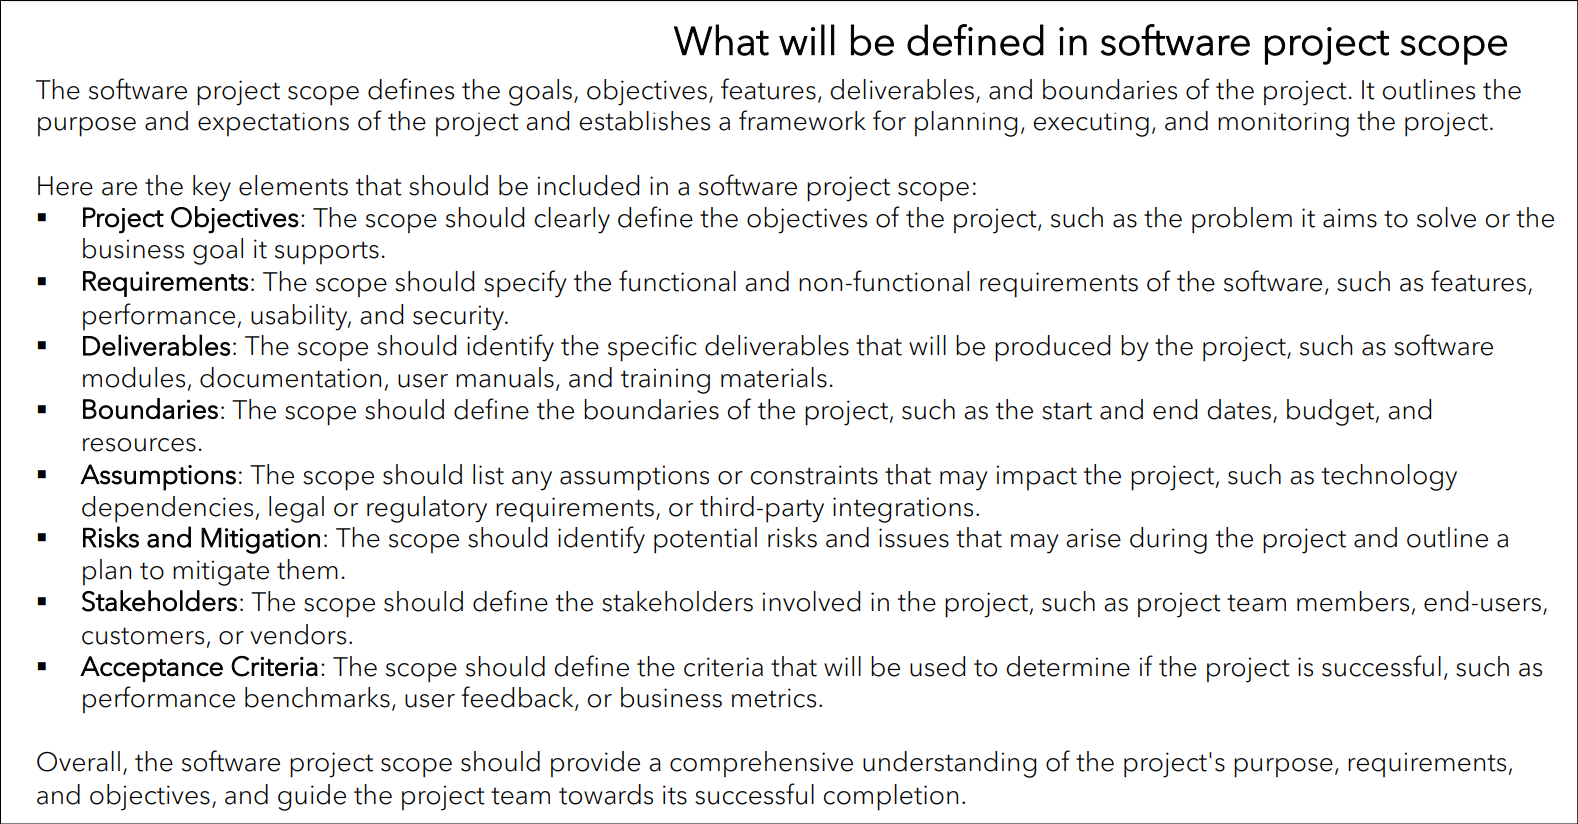 What will be defined in software project scope
The software project scope defines the goals, objectives, features, deliverables, and boundaries of the project. It outlines the
purpose and expectations of the project and establishes a framework for planning, executing, and monitoring the project.
Here are the key elements that should be included in a software project scope:
▪ Project Objectives: The scope should clearly define the objectives of the project, such as the problem it aims to solve or the
business goal it supports.
▪ Requirements: The scope should specify the functional and non-functional requirements of the software, such as features,
performance, usability, and security.
▪ Deliverables: The scope should identify the specific deliverables that will be produced by the project, such as software
modules, documentation, user manuals, and training materials.
▪ Boundaries: The scope should define the boundaries of the project, such as the start and end dates, budget, and
resources.
▪ Assumptions: The scope should list any assumptions or constraints that may impact the project, such as technology
dependencies, legal or regulatory requirements, or third-party integrations.
▪ Risks and Mitigation: The scope should identify potential risks and issues that may arise during the project and outline a
plan to mitigate them.
▪ Stakeholders: The scope should define the stakeholders involved in the project, such as project team members, end-users,
customers, or vendors.
▪ Acceptance Criteria: The scope should define the criteria that will be used to determine if the project is successful, such as
performance benchmarks, user feedback, or business metrics.
Overall, the software project scope should provide a comprehensive understanding of the project's purpose, requirements,
and objectives, and guide the project team towards its successful completion.